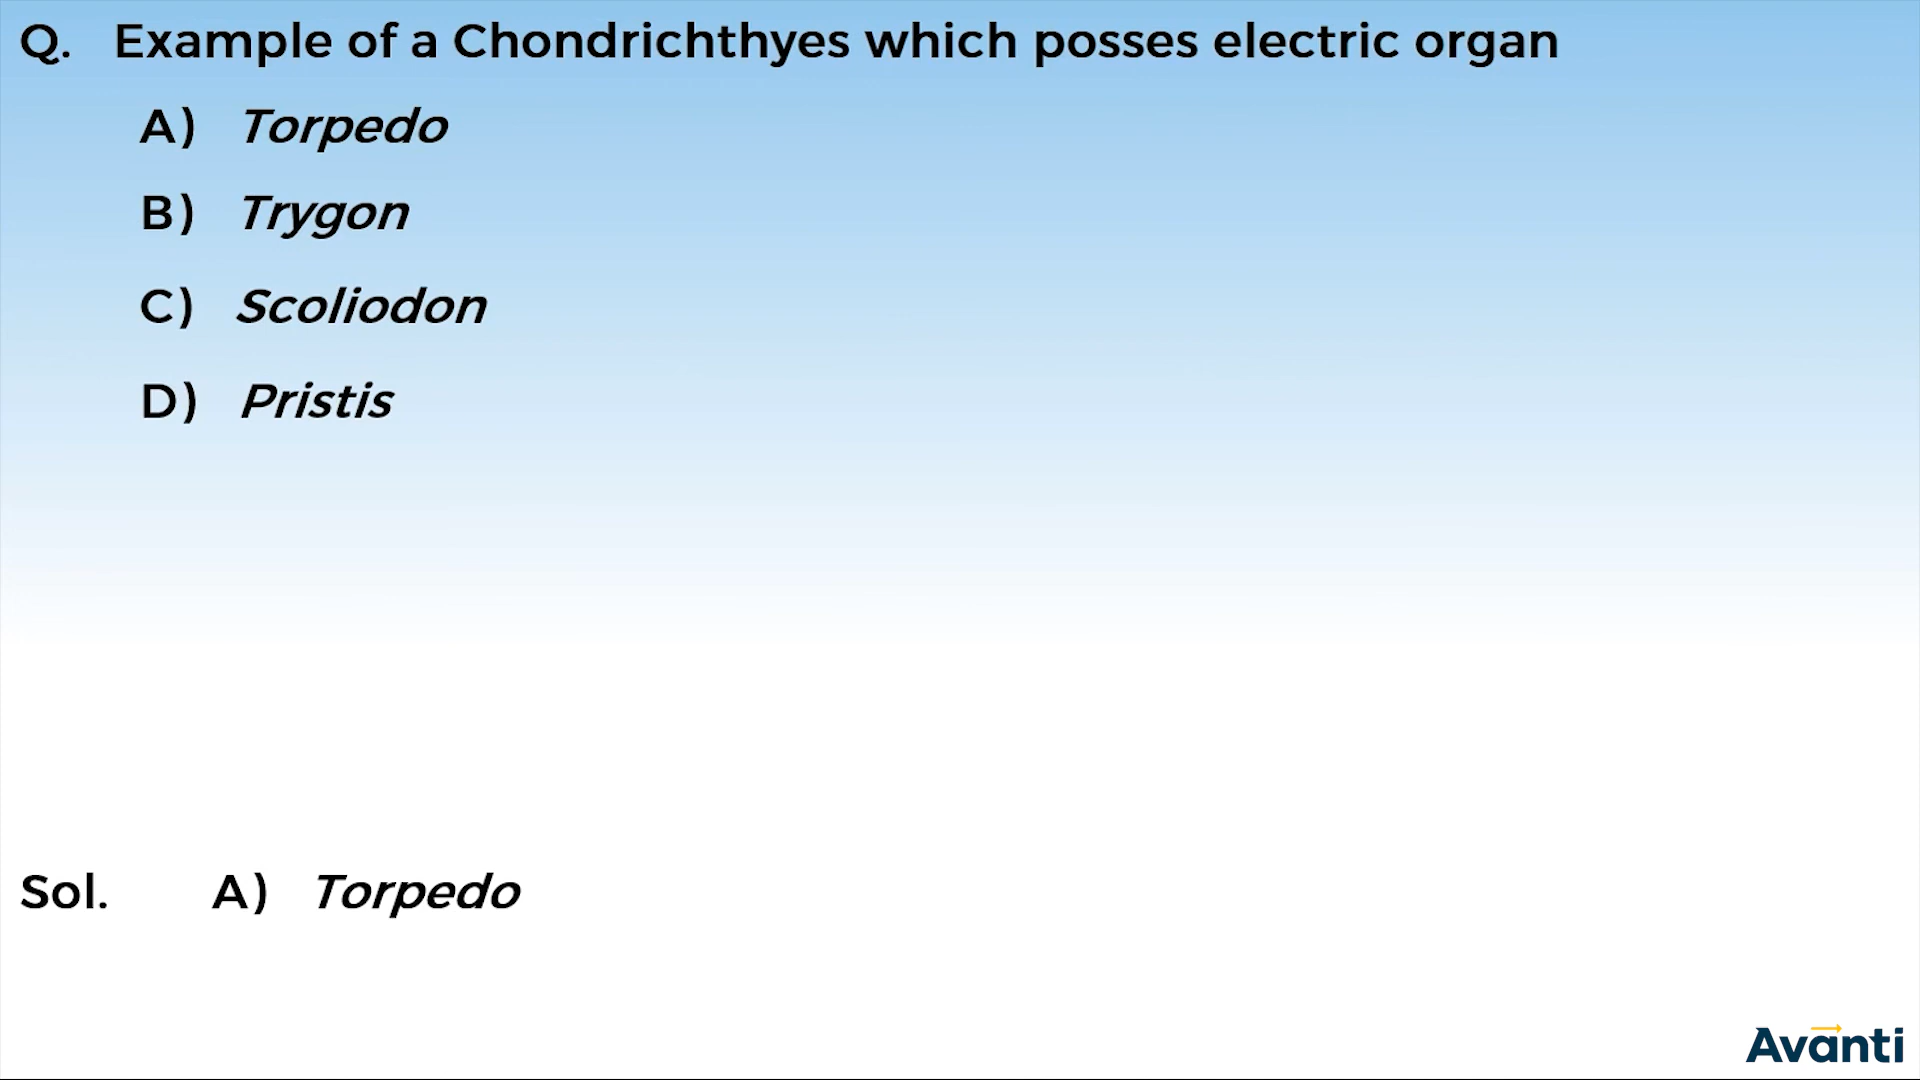 Q. Example of a Chondrichthyes which posses electric organ
A) Torpedo
B) Trygon
C) Scoliodon
D) Pristis
Sol. A) Torpedo
Avanti